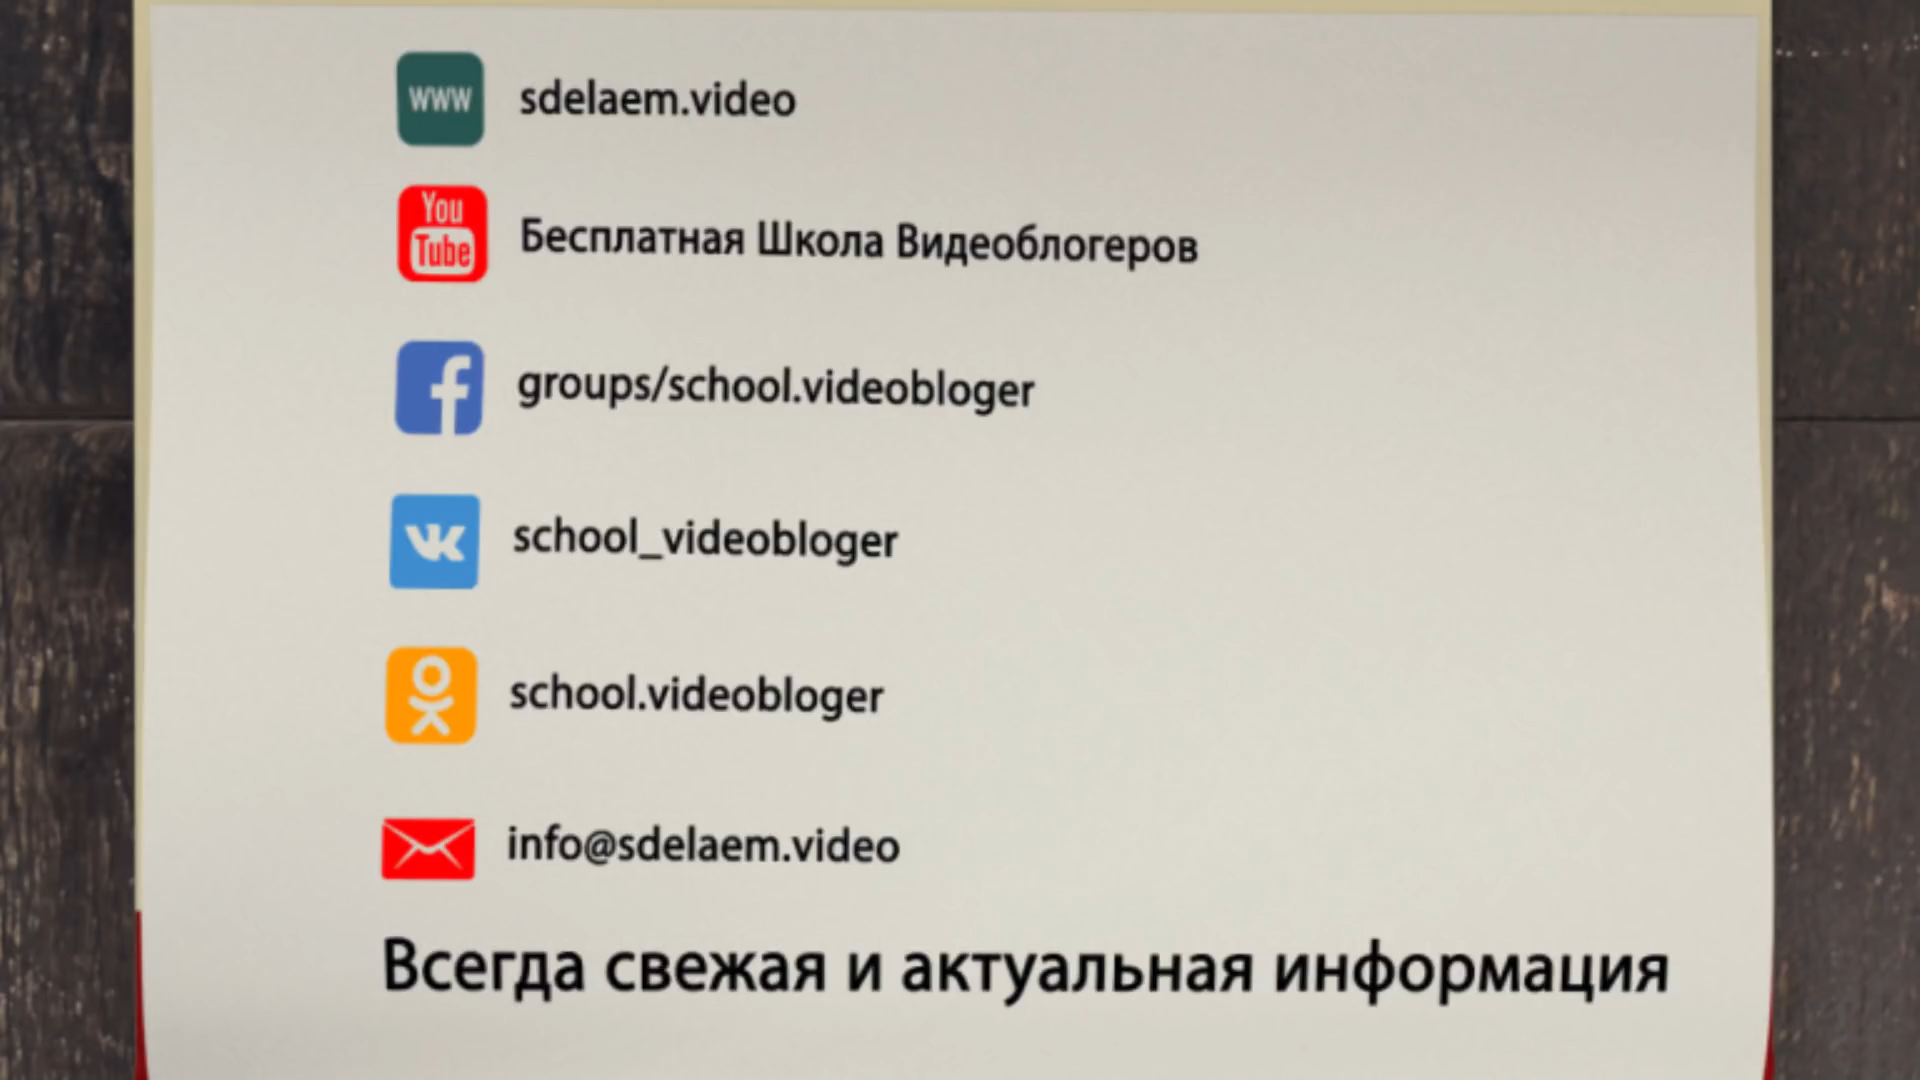 www sdelaem.video
You
Tube Бесплатная Школа Видеоблогеров
groups/school.videobloger
school_videobloger
school.videobloger
info@sdelaem.video
Всегда свежая и актуальная информация